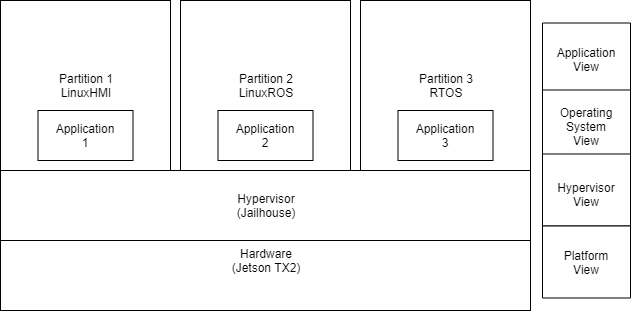 Partition 1
LinuxHMI
Application
1
Partition 2
LinuxROS
Application
2
Partition 3
RTOS
Application
3
Hypervisor
(Jailhouse)
Hardware
(Jetson TX2)
Application
View
Operating
System
View
Hypervisor
View
Platform
View